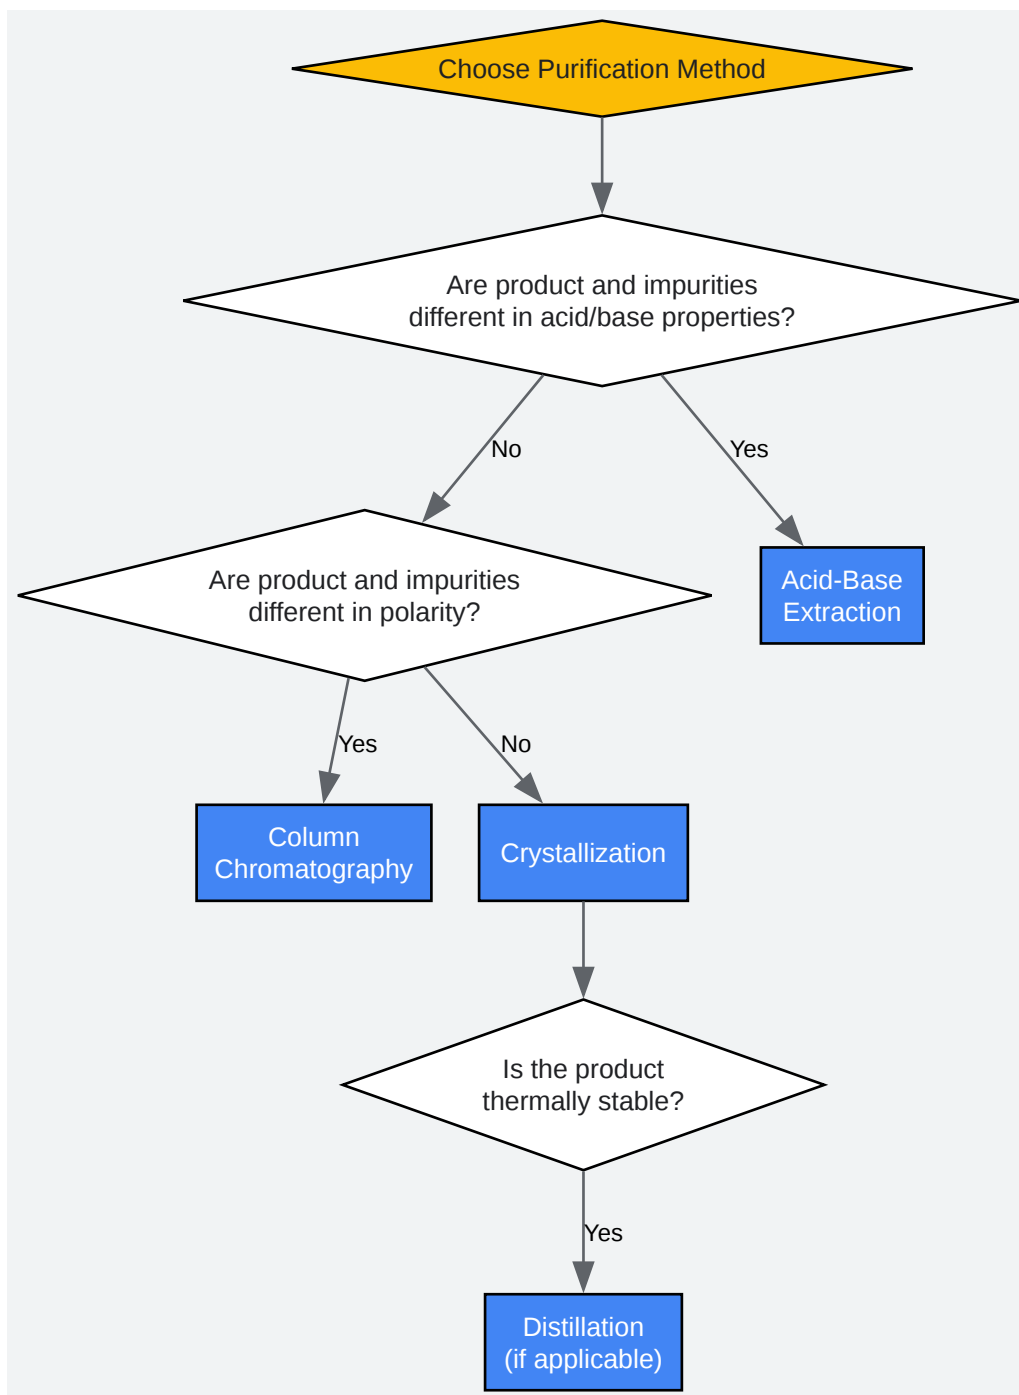 Choose Purification Method
Are product and impurities
different in acid/base properties?
No
Yes
Are product and impurities
different in polarity?
Acid-Base
Extraction
Yes
No
Column
Chromatography
Crystallization
Is the product
thermally stable?
Yes
Distillation
(if applicable)